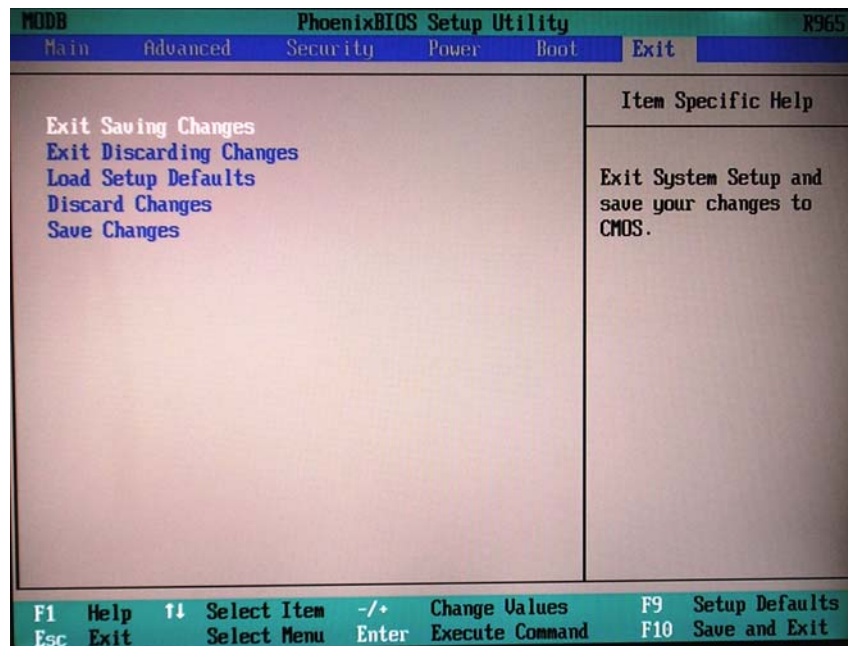 MODB PhoenixBIOS Setup Utility R965
Main Advanced Security Power Boot Exit
Item Specific Help
Exit Saving Changes
Exit Discarding Changes
Load Setup Defaults
Discard Changes
Save Changes
Exit System Setup and
save your changes to
CMOS.
F1 Help ↑↓ Select Item -/+ Change Values F9 Setup Defaults
Esc Exit Select Menu Enter Execute Command F10 Save and Exit